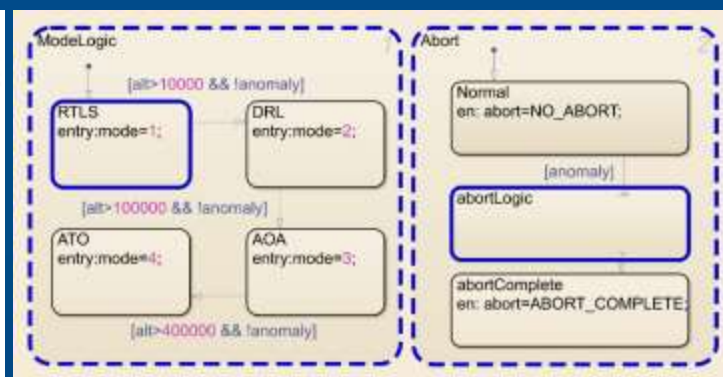 ModeLogic
1
[alt>10000 && !anomaly]
RTLS
entry:mode=1;
DRL
entry:mode=2;
[alt>100000 && !anomaly]
ATO
entry:mode=4;
AOA
entry:mode=3;
[alt>400000 && !anomaly]
Abort
2
Normal
en: abort=NO_ABORT;
[anomaly]
abortLogic
abortComplete
en: abort=ABORT_COMPLETE;